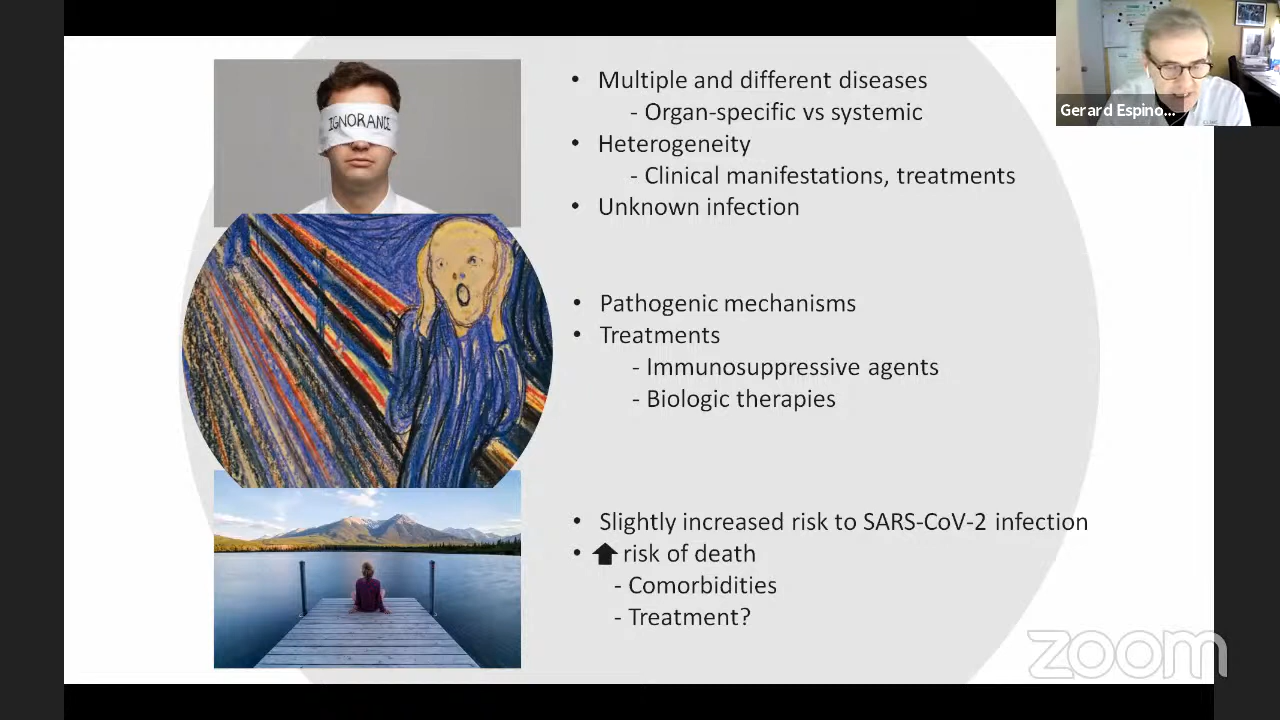 IGNORANCE
• Multiple and different diseases
- Organ-specific vs systemic
• Heterogeneity
- Clinical manifestations, treatments
• Unknown infection
• Pathogenic mechanisms
• Treatments
- Immunosuppressive agents
- Biologic therapies
• Slightly increased risk to SARS-CoV-2 infection
• risk of death
- Comorbidities
- Treatment?
Gerard Espino...
zoom